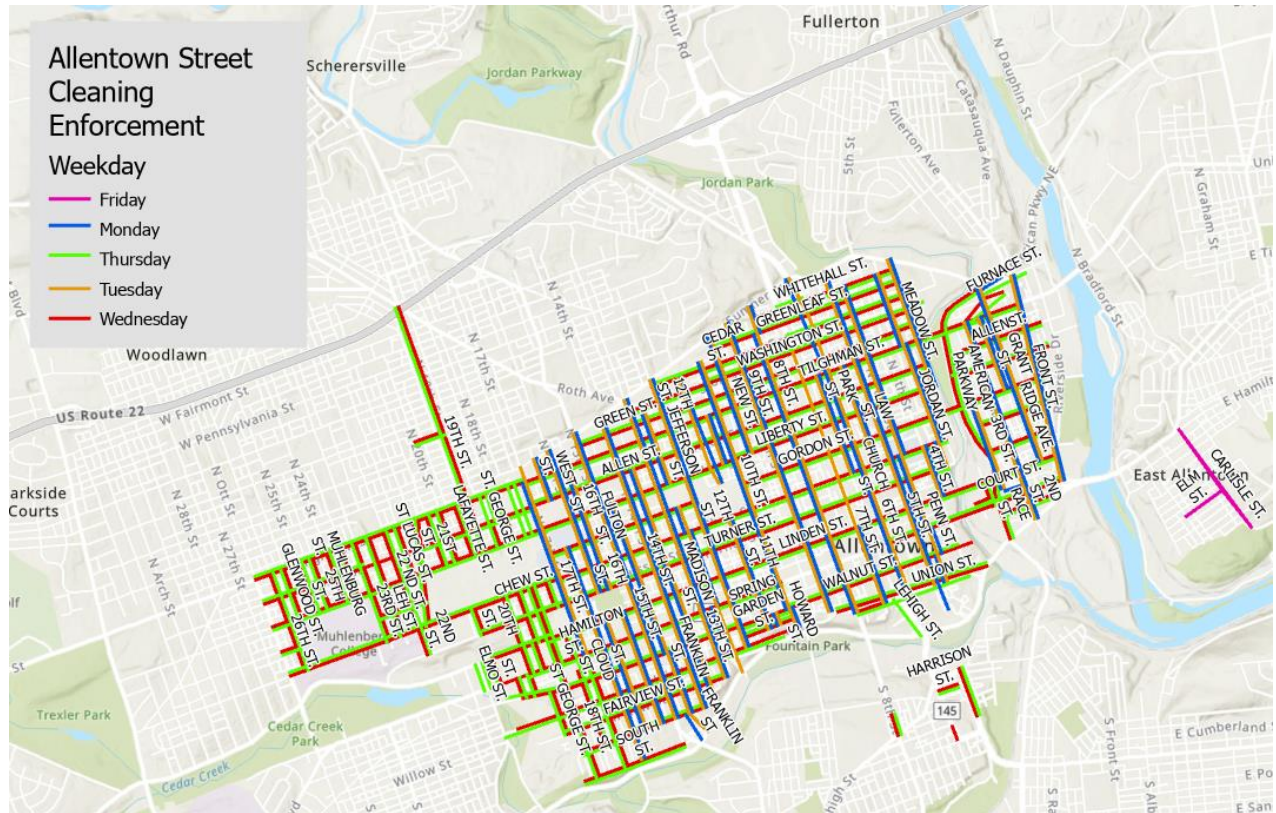 Allentown Street
Cleaning
Enforcement
Weekday
Friday
Monday
Thursday
Tuesday
Wednesday
Fullerton
Scherersville
Jordan Parkway
Jordan Park
5th St
Fullerton Ave
Catasauqua Ave
N Dauphin St
N Graham St
N Bradford St
Riverside Dr
Woodlawn
US Route 22
W Fairmont St
W Pennsylvania St
N 14th St
N 17th St
N 18th St
Roth Ave
N 24th St
N 25th St
N Ott St
N 27th St
N 28th St
N Arch St
arkside
Courts
WHITEHALL ST.
GREENLEAF ST.
CEDAR
ST.
WASHINGTON ST.
TILGHMAN ST.
MEADOW ST.
JORDAN ST.
FURNACE ST.
ALLEN ST.
AMERICAN
PARKWAY
GRANT
ST.
FRONT ST.
RIDGE AVE.
3RD ST.
2ND
ST.
RACE
COURT ST.
12TH
ST.
JEFFERSON
ST.
NEW ST.
9TH ST.
8TH ST.
PARK ST.
LAW
GREEN ST.
ALLEN ST.
LIBERTY ST.
GORDON ST.
CHURCH
ST.
4TH ST.
PENN ST.
5TH ST.
6TH ST.
7TH ST.
10TH ST.
11TH
ST.
12TH
ST.
TURNER ST.
LINDEN ST.
Allentown
WALNUT ST.
UNION ST.
LEHIGH ST.
HOWARD
ST.
SPRING
GARDEN
ST.
Fountain Park
HARRISON
ST.
145
East Allentown
CARLISLE ST.
ELM
ST.
E Hamilton
19TH ST.
LAFAYETTE ST.
ST. GEORGE ST.
WEST ST.
16TH ST.
FULTON
ST.
14TH ST.
MADISON
ST.
13TH ST.
FRANKLIN
FRANKLIN
ST.
15TH ST.
16TH
17TH ST.
CLOUD
ST.
CHEW ST.
HAMILTON
ST.
FAIRVIEW ST.
SOUTH
ST.
18TH ST.
ST GEORGE ST.
20TH
ST.
ELMO ST.
22ND
ST.
21ST
ST.
ST LUCAS ST.
22ND ST.
23RD ST.
MUHLENBURG
ST.
25TH
ST.
GLENWOOD ST.
26TH ST.
Muhlenberg
College
Trexler Park
Cedar Creek
Park
Cedar Creek
Willow St
S 8th St
S Front St
E Cumberland St